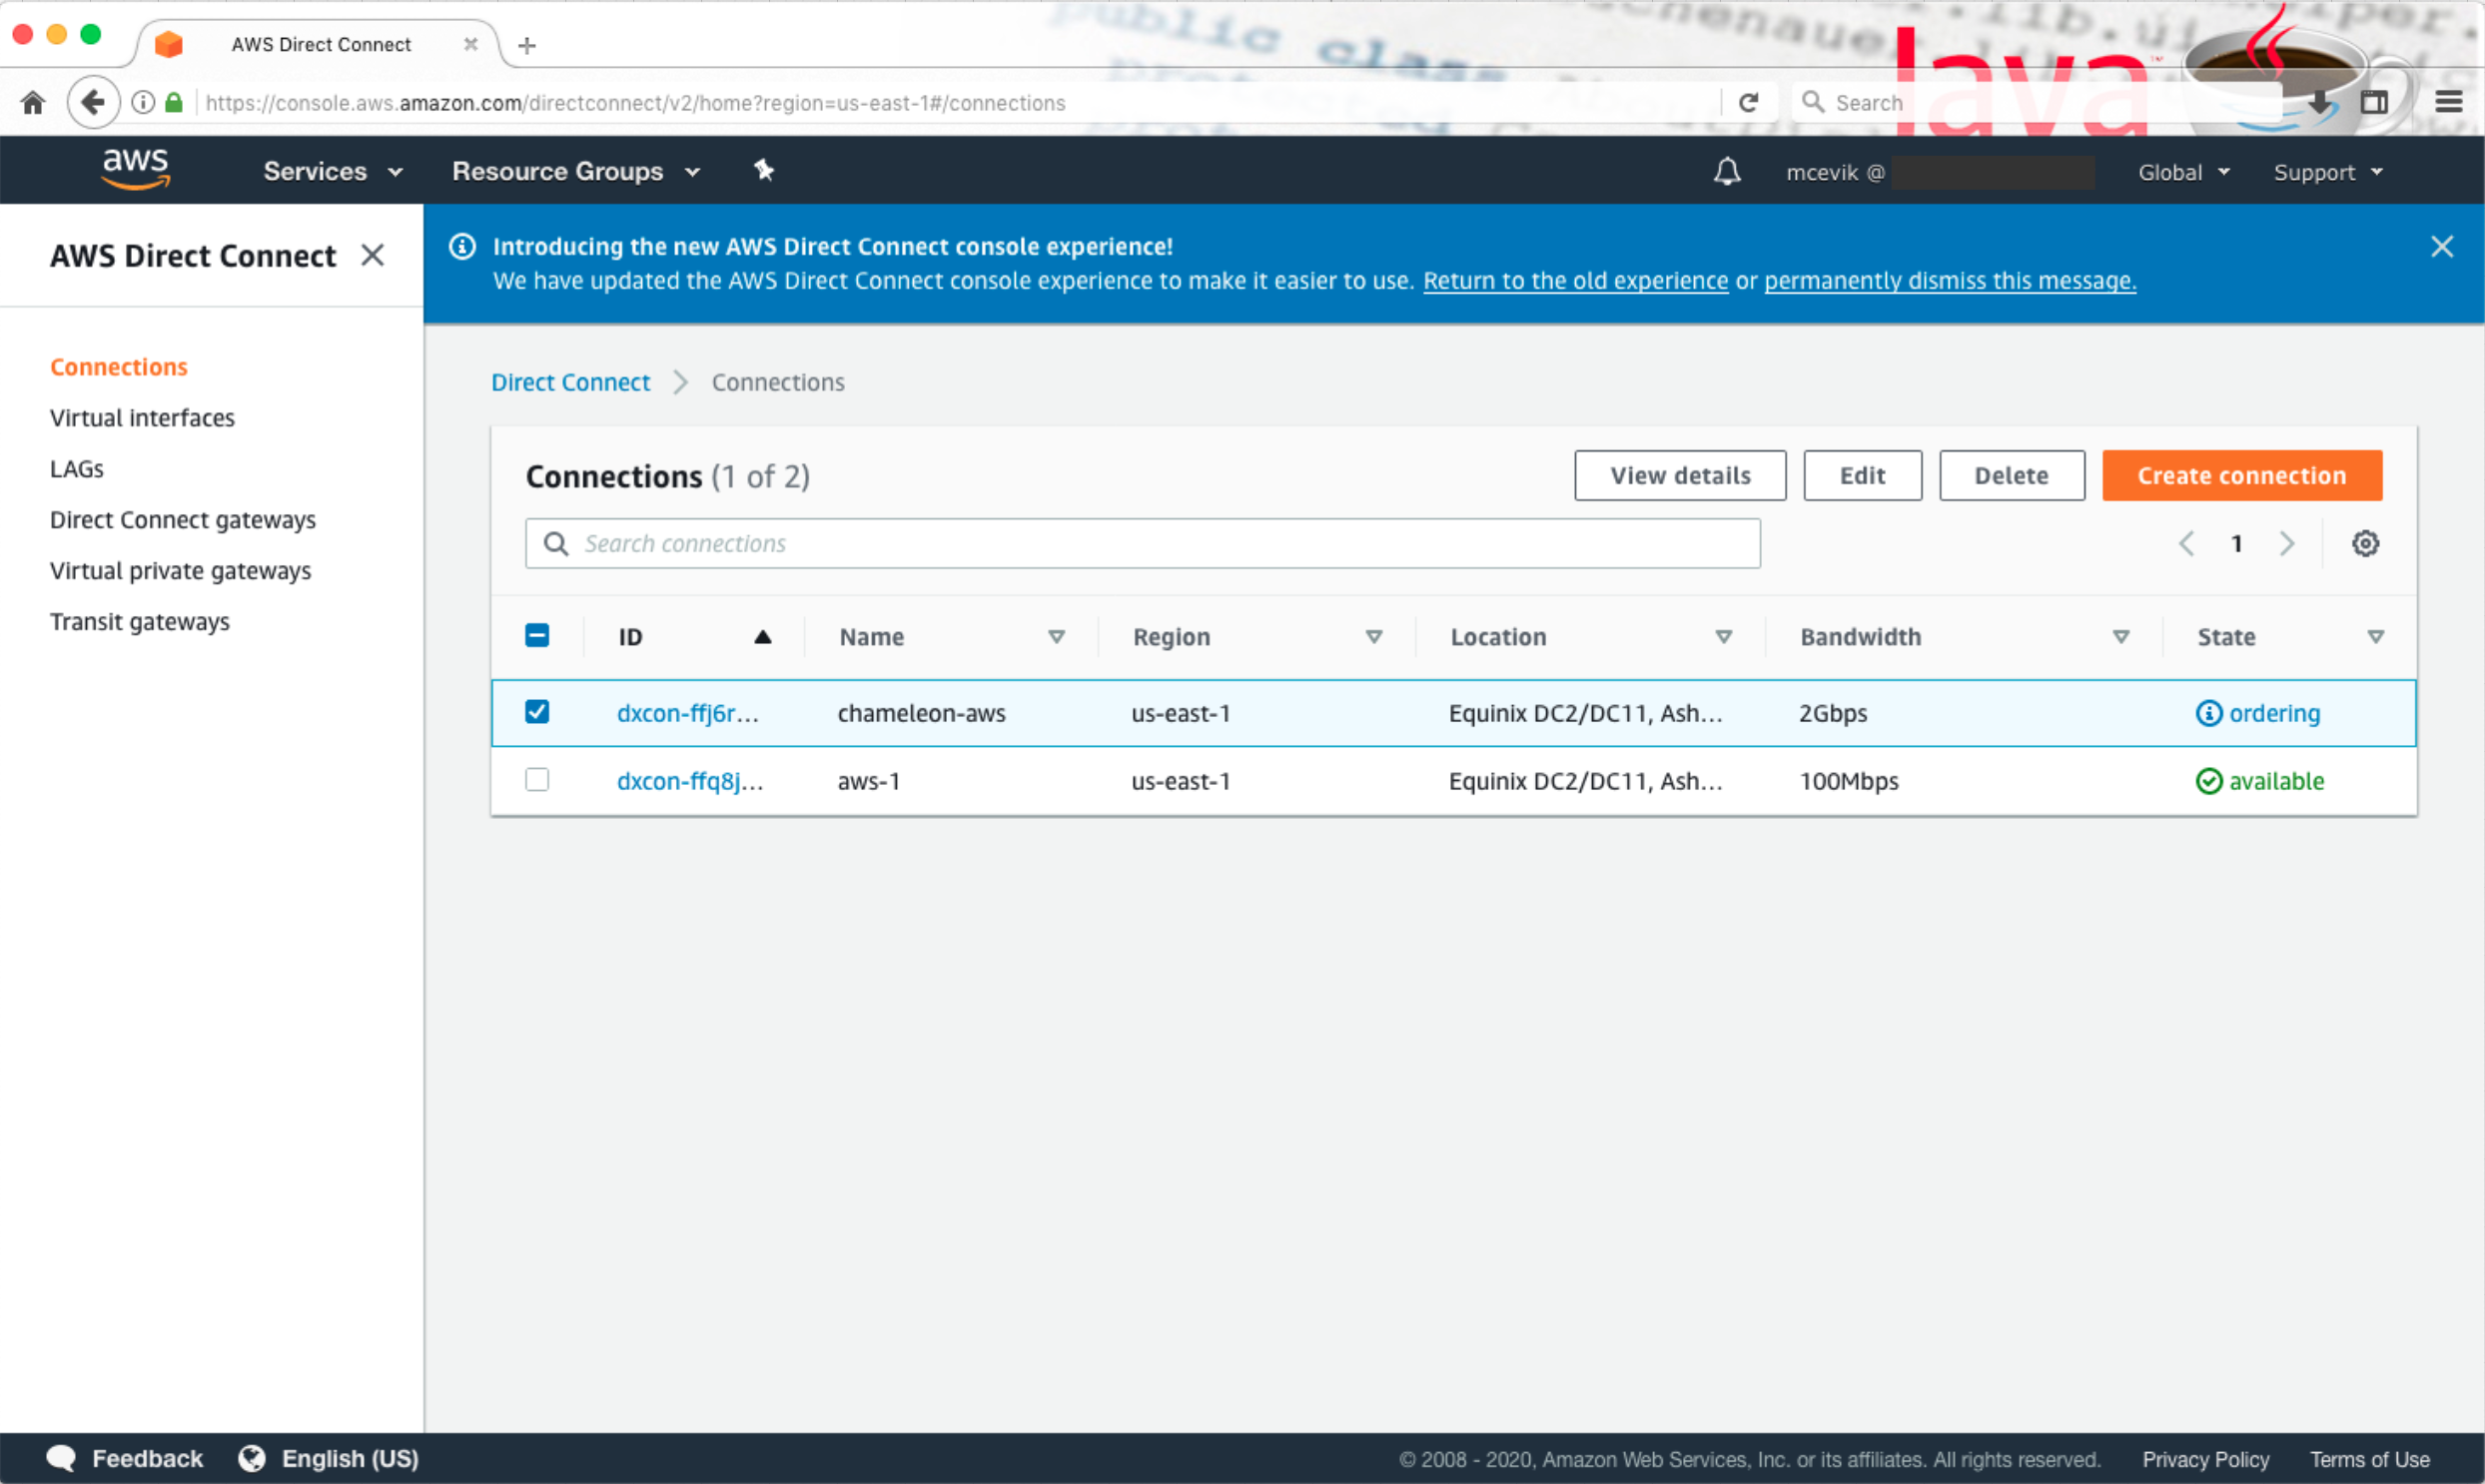 public class
AWS Direct Connect
https://console.aws.amazon.com/directconnect/v2/home?region=us-east-1#/connections
Search
Java
aws Services Resource Groups mcevik @ Global Support
AWS Direct Connect
Introducing the new AWS Direct Connect console experience!
We have updated the AWS Direct Connect console experience to make it easier to use. Return to the old experience or permanently dismiss this message.
Connections
Virtual interfaces
LAGs
Direct Connect gateways
Virtual private gateways
Transit gateways
Direct Connect Connections
Connections (1 of 2) View details Edit Delete Create connection
Search connections 1
ID Name Region Location Bandwidth State
dxcon-ffj6r... chameleon-aws us-east-1 Equinix DC2/DC11, Ash... 2Gbps ordering
dxcon-ffq8j... aws-1 us-east-1 Equinix DC2/DC11, Ash... 100Mbps available
Feedback English (US) © 2008 - 2020, Amazon Web Services, Inc. or its affiliates. All rights reserved. Privacy Policy Terms of Use